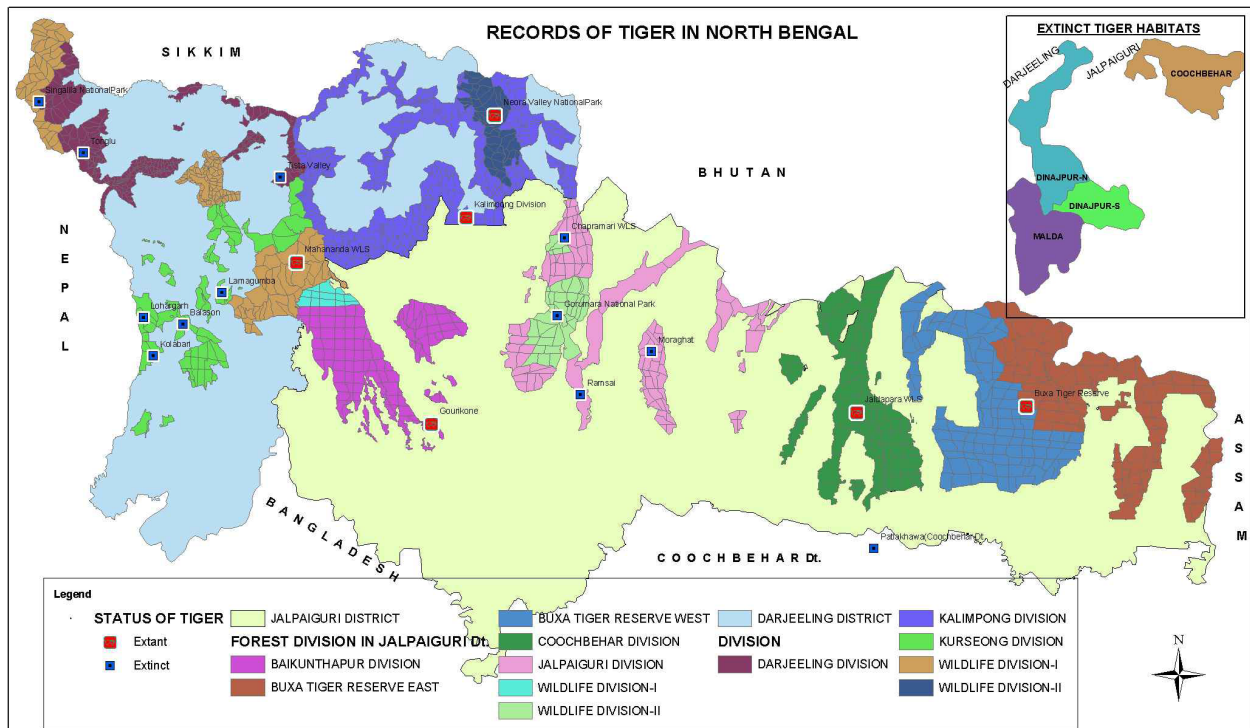 RECORDS OF TIGER IN NORTH BENGAL
EXTINCT TIGER HABITATS
DARJEELING
JALPAIGURI
COOCHBEHAR
DINAJPUR-N
DINAJPUR-S
MALDA
SIKKIM
BHUTAN
NEPAL
ASSAM
BANGLADESH
COOCHBEHAR Dt.
Singallia NationalPark
Tonglu
Tista Valley
Neora Valley NationalPark
Kalimpong Division
Chapramari WLS
Mahananda WLS
Lamagumba
Lohargarh
Balason
Kolabari
Gorumara National Park
Moraghat
Ramsai
Gourikone
Jaldapara WLS
Buxa Tiger Reserve
Patlakhawa(Coochbehar Dt.
Legend
STATUS OF TIGER
Extant
Extinct
JALPAIGURI DISTRICT
FOREST DIVISION IN JALPAIGURI Dt.
BAIKUNTHAPUR DIVISION
BUXA TIGER RESERVE EAST
BUXA TIGER RESERVE WEST
COOCHBEHAR DIVISION
JALPAIGURI DIVISION
WILDLIFE DIVISION-I
WILDLIFE DIVISION-II
DARJEELING DISTRICT
DIVISION
DARJEELING DIVISION
KALIMPONG DIVISION
KURSEONG DIVISION
WILDLIFE DIVISION-I
WILDLIFE DIVISION-II
N